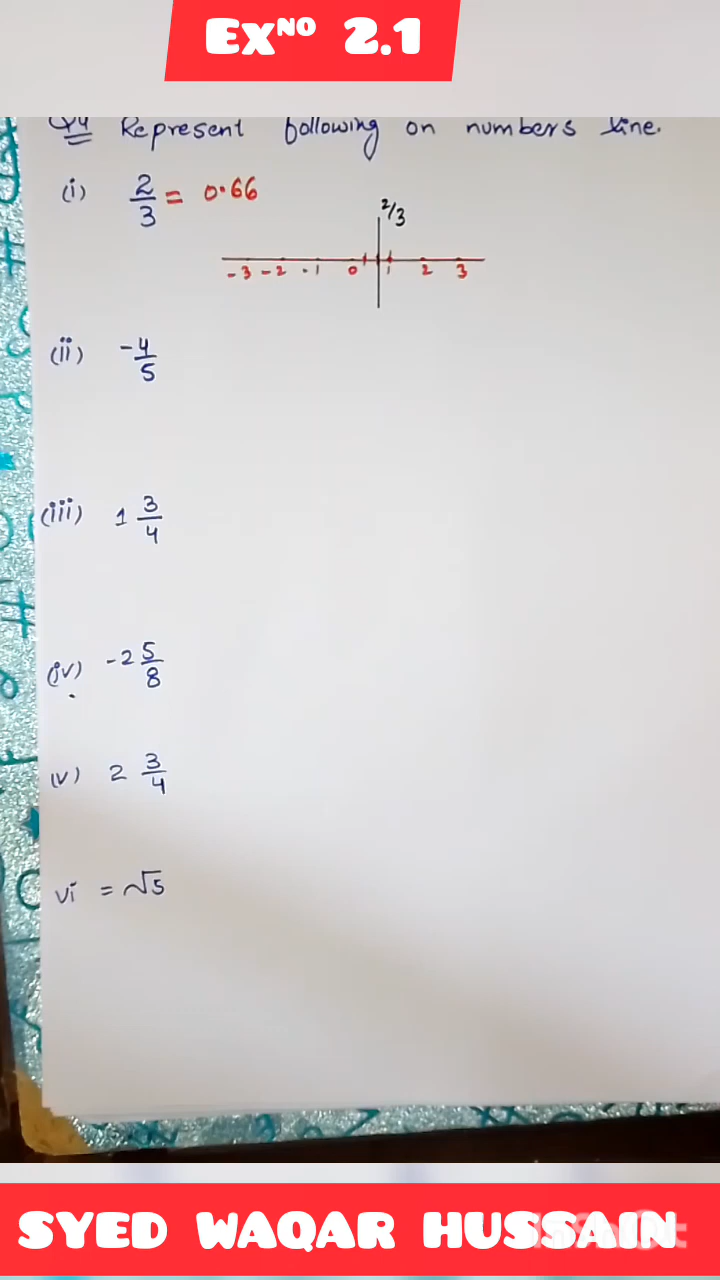 EXNO 2.1
Q4 Represent following on numbers line.
(i) 2/3 = 0.66
2/3
-3 -2 -1 0 1 2 3
(ii) -4/5
(iii) 1 3/4
(iv) -2 5/8
(v) 2 3/4
vi = √5
SYED WAQAR HUSSAIN